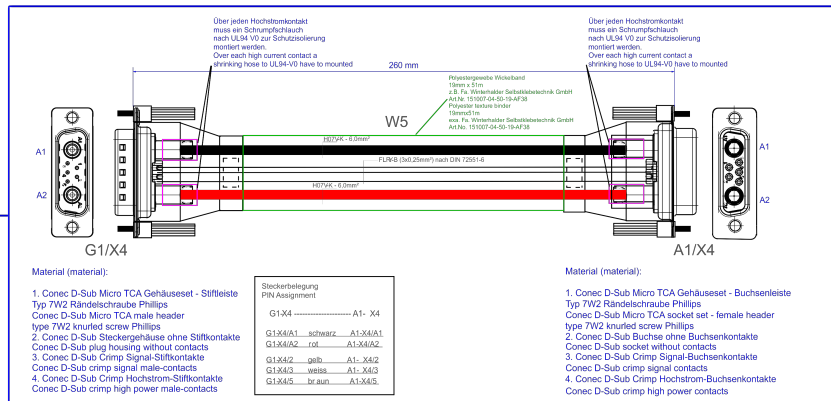 Über jeden Hochstromkontakt
muss ein Schrumpfschlauch
nach UL94 V0 zur Schutzisolierung
montiert werden.
Over each high current contact a
shrinking hose to UL94-V0 have to mounted
Über jeden Hochstromkontakt
muss ein Schrumpfschlauch
nach UL94 V0 zur Schutzisolierung
montiert werden.
Over each high current contact a
shrinking hose to UL94-V0 have to mounted
260 mm
Polyestergewebe Wickelband
19mm x 51m
z.B. Fa. Winterhalder Selbstklebetechnik GmbH
Art.Nr. 151007-04-50-19-AF38
Polyester texture binder
19mmx51m
exa. Fa. Winterhalder Selbstklebetechnik GmbH
Art.No. 151007-04-50-19-AF38
W5
H07V-K - 6.0mm²
FLRY-B (3x0,25mm²) nach DIN 72551-6
H07V-K - 6.0mm²
A1
A2
A1
A2
G1/X4
A1/X4
Material (material):
1. Conec D-Sub Micro TCA Gehäuseset - Stiftleiste
Typ 7W2 Rändelschraube Phillips
Conec D-Sub Micro TCA male header
type 7W2 knurled screw Phillips
2. Conec D-Sub Steckergehäuse ohne Stiftkontakte
Conec D-Sub plug housing without contacts
3. Conec D-Sub Crimp Signal-Stiftkontakte
Conec D-Sub crimp signal male-contacts
4. Conec D-Sub Crimp Hochstrom-Stiftkontakte
Conec D-Sub crimp high power male-contacts
Steckerbelegung
PIN Assignment
G1-X4 -------------------- A1- X4
G1-X4/A1 schwarz A1-X4/A1
G1-X4/A2 rot A1-X4/A2
G1-X4/2 gelb A1- X4/2
G1-X4/3 weiss A1- X4/3
G1-X4/5 br aun A1-X4/5
Material (material):
1. Conec D-Sub Micro TCA Gehäuseset - Buchsenleiste
Typ 7W2 Rändelschraube Phillips
Conec D-Sub Micro TCA socket set - female header
type 7W2 knurled screw Phillips
2. Conec D-Sub Buchse ohne Buchsenkontakte
Conec D-Sub socket without contacts
3. Conec D-Sub Crimp Signal-Buchsenkontakte
Conec D-Sub crimp signal contacts
4. Conec D-Sub Crimp Hochstrom-Buchsenkontakte
Conec D-Sub crimp high power contacts